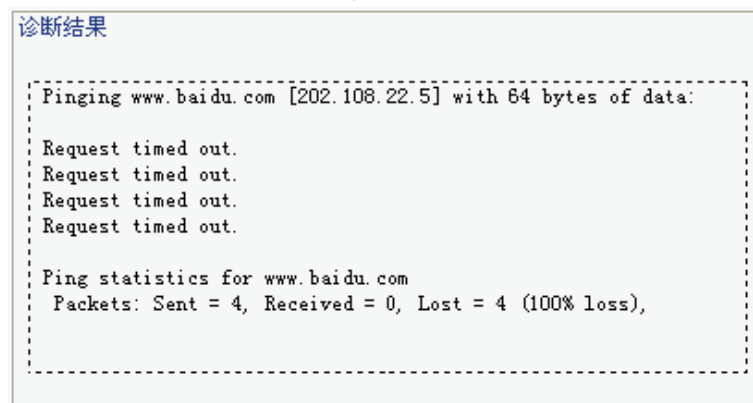 诊断结果
Pinging www.baidu.com [202.108.22.5] with 64 bytes of data:
Request timed out.
Request timed out.
Request timed out.
Request timed out.
Ping statistics for www.baidu.com
Packets: Sent = 4, Received = 0, Lost = 4 (100% loss),